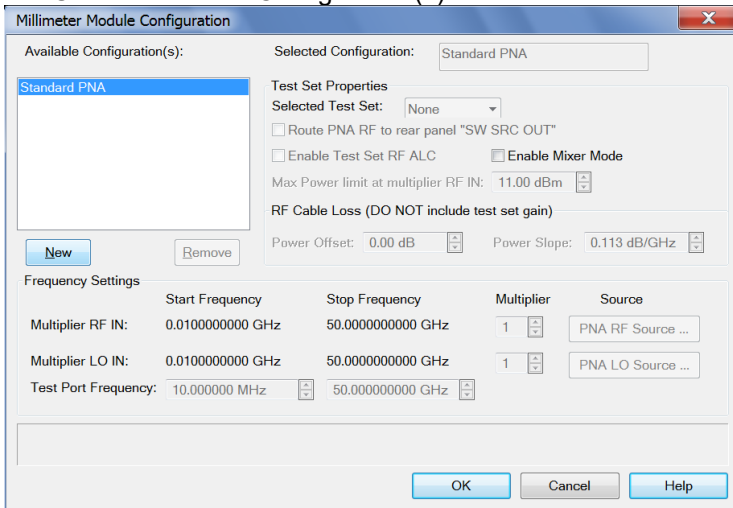 Millimeter Module Configuration
X
Available Configuration(s):
Selected Configuration: Standard PNA
Standard PNA
Test Set Properties
Selected Test Set: None
Route PNA RF to rear panel "SW SRC OUT"
Enable Test Set RF ALC Enable Mixer Mode
Max Power limit at multiplier RF IN: 11.00 dBm
RF Cable Loss (DO NOT include test set gain)
Power Offset: 0.00 dB Power Slope: 0.113 dB/GHz
New Remove
Frequency Settings
Start Frequency Stop Frequency Multiplier Source
Multiplier RF IN: 0.0100000000 GHz 50.0000000000 GHz 1 PNA RF Source ...
Multiplier LO IN: 0.0100000000 GHz 50.0000000000 GHz 1 PNA LO Source ...
Test Port Frequency: 10.000000 MHz 50.000000000 GHz
OK Cancel Help